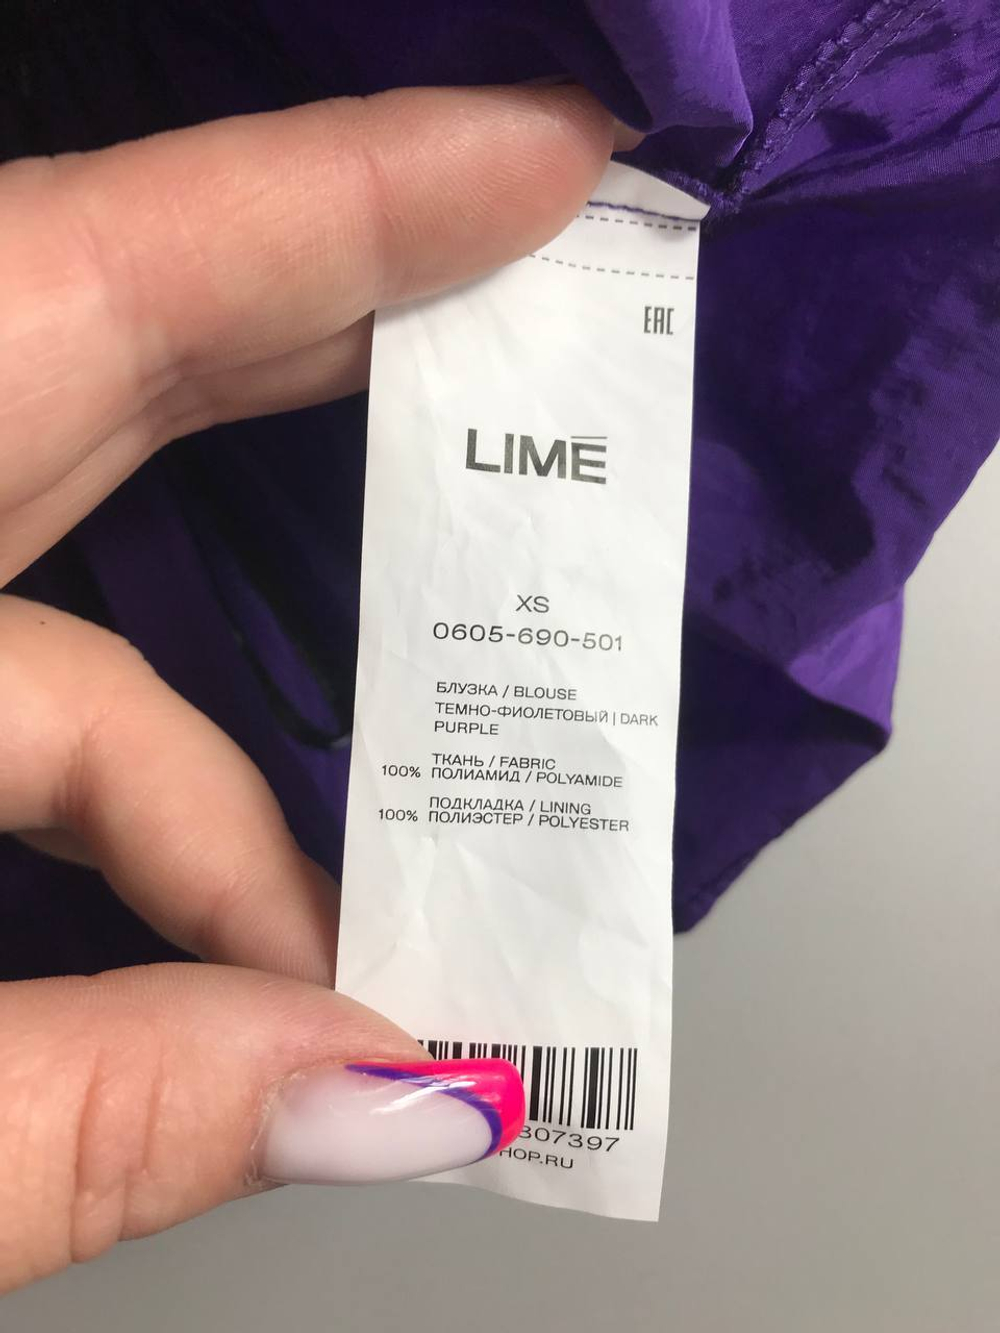 EAC
LIMÉ
XS
0605-690-501
БЛУЗКА / BLOUSE
ТЕМНО-ФИОЛЕТОВЫЙ | DARK
PURPLE
ТКАНЬ / FABRIC
100% ПОЛИАМИД / POLYAMIDE
ПОДКЛАДКА / LINING
100% ПОЛИЭСТЕР / POLYESTER
307397
HOP.RU